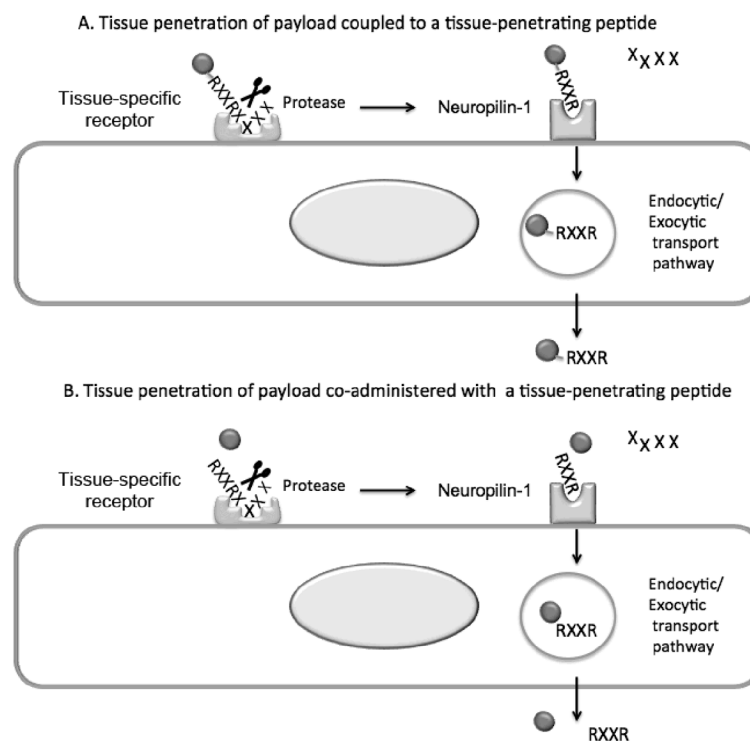 A. Tissue penetration of payload coupled to a tissue-penetrating peptide
Tissue-specific
receptor
RXXRX
X
X
X
Protease
Neuropilin-1
RXXR
XXXX
RXXR
Endocytic/
Exocytic
transport
pathway
RXXR
B. Tissue penetration of payload co-administered with a tissue-penetrating peptide
Tissue-specific
receptor
RXXRX
X
X
X
Protease
Neuropilin-1
RXXR
XXXX
RXXR
Endocytic/
Exocytic
transport
pathway
RXXR